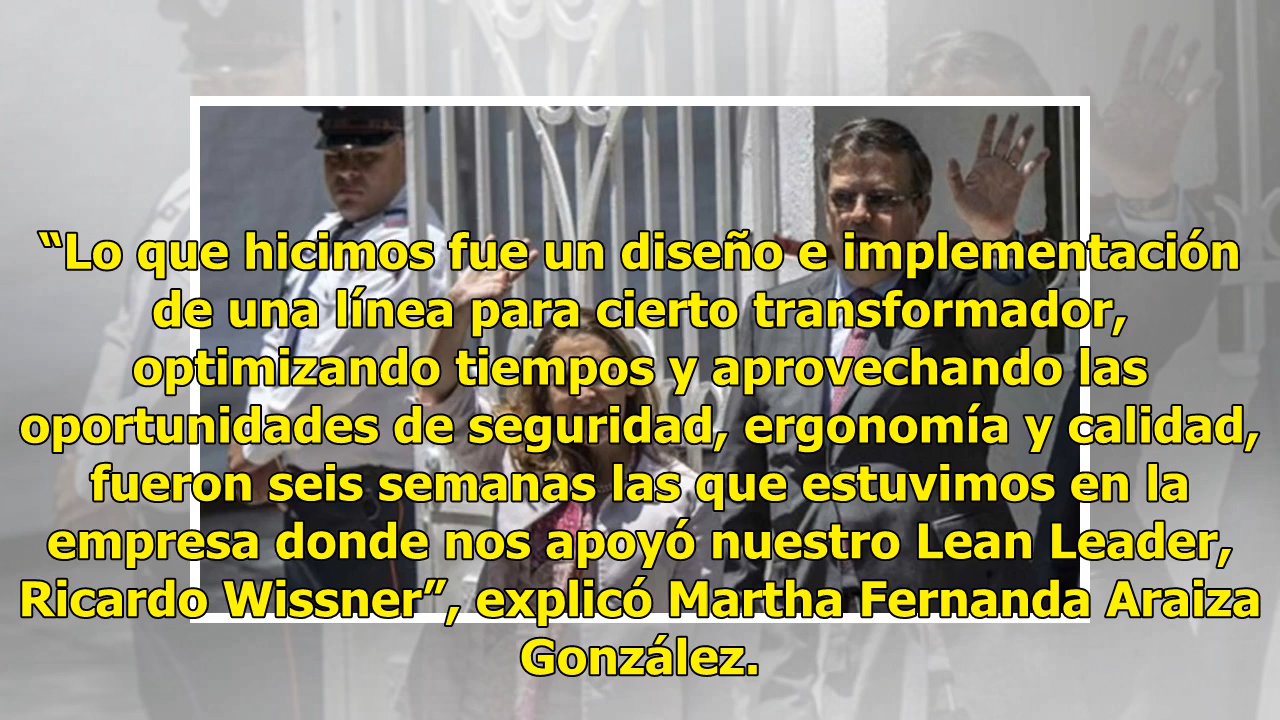 “Lo que hicimos fue un diseño e implementación
de una línea para cierto transformador,
optimizando tiempos y aprovechando las
oportunidades de seguridad, ergonomía y calidad,
fueron seis semanas las que estuvimos en la
empresa donde nos apoyó nuestro Lean Leader,
Ricardo Wissner”, explicó Martha Fernanda Araiza
González.